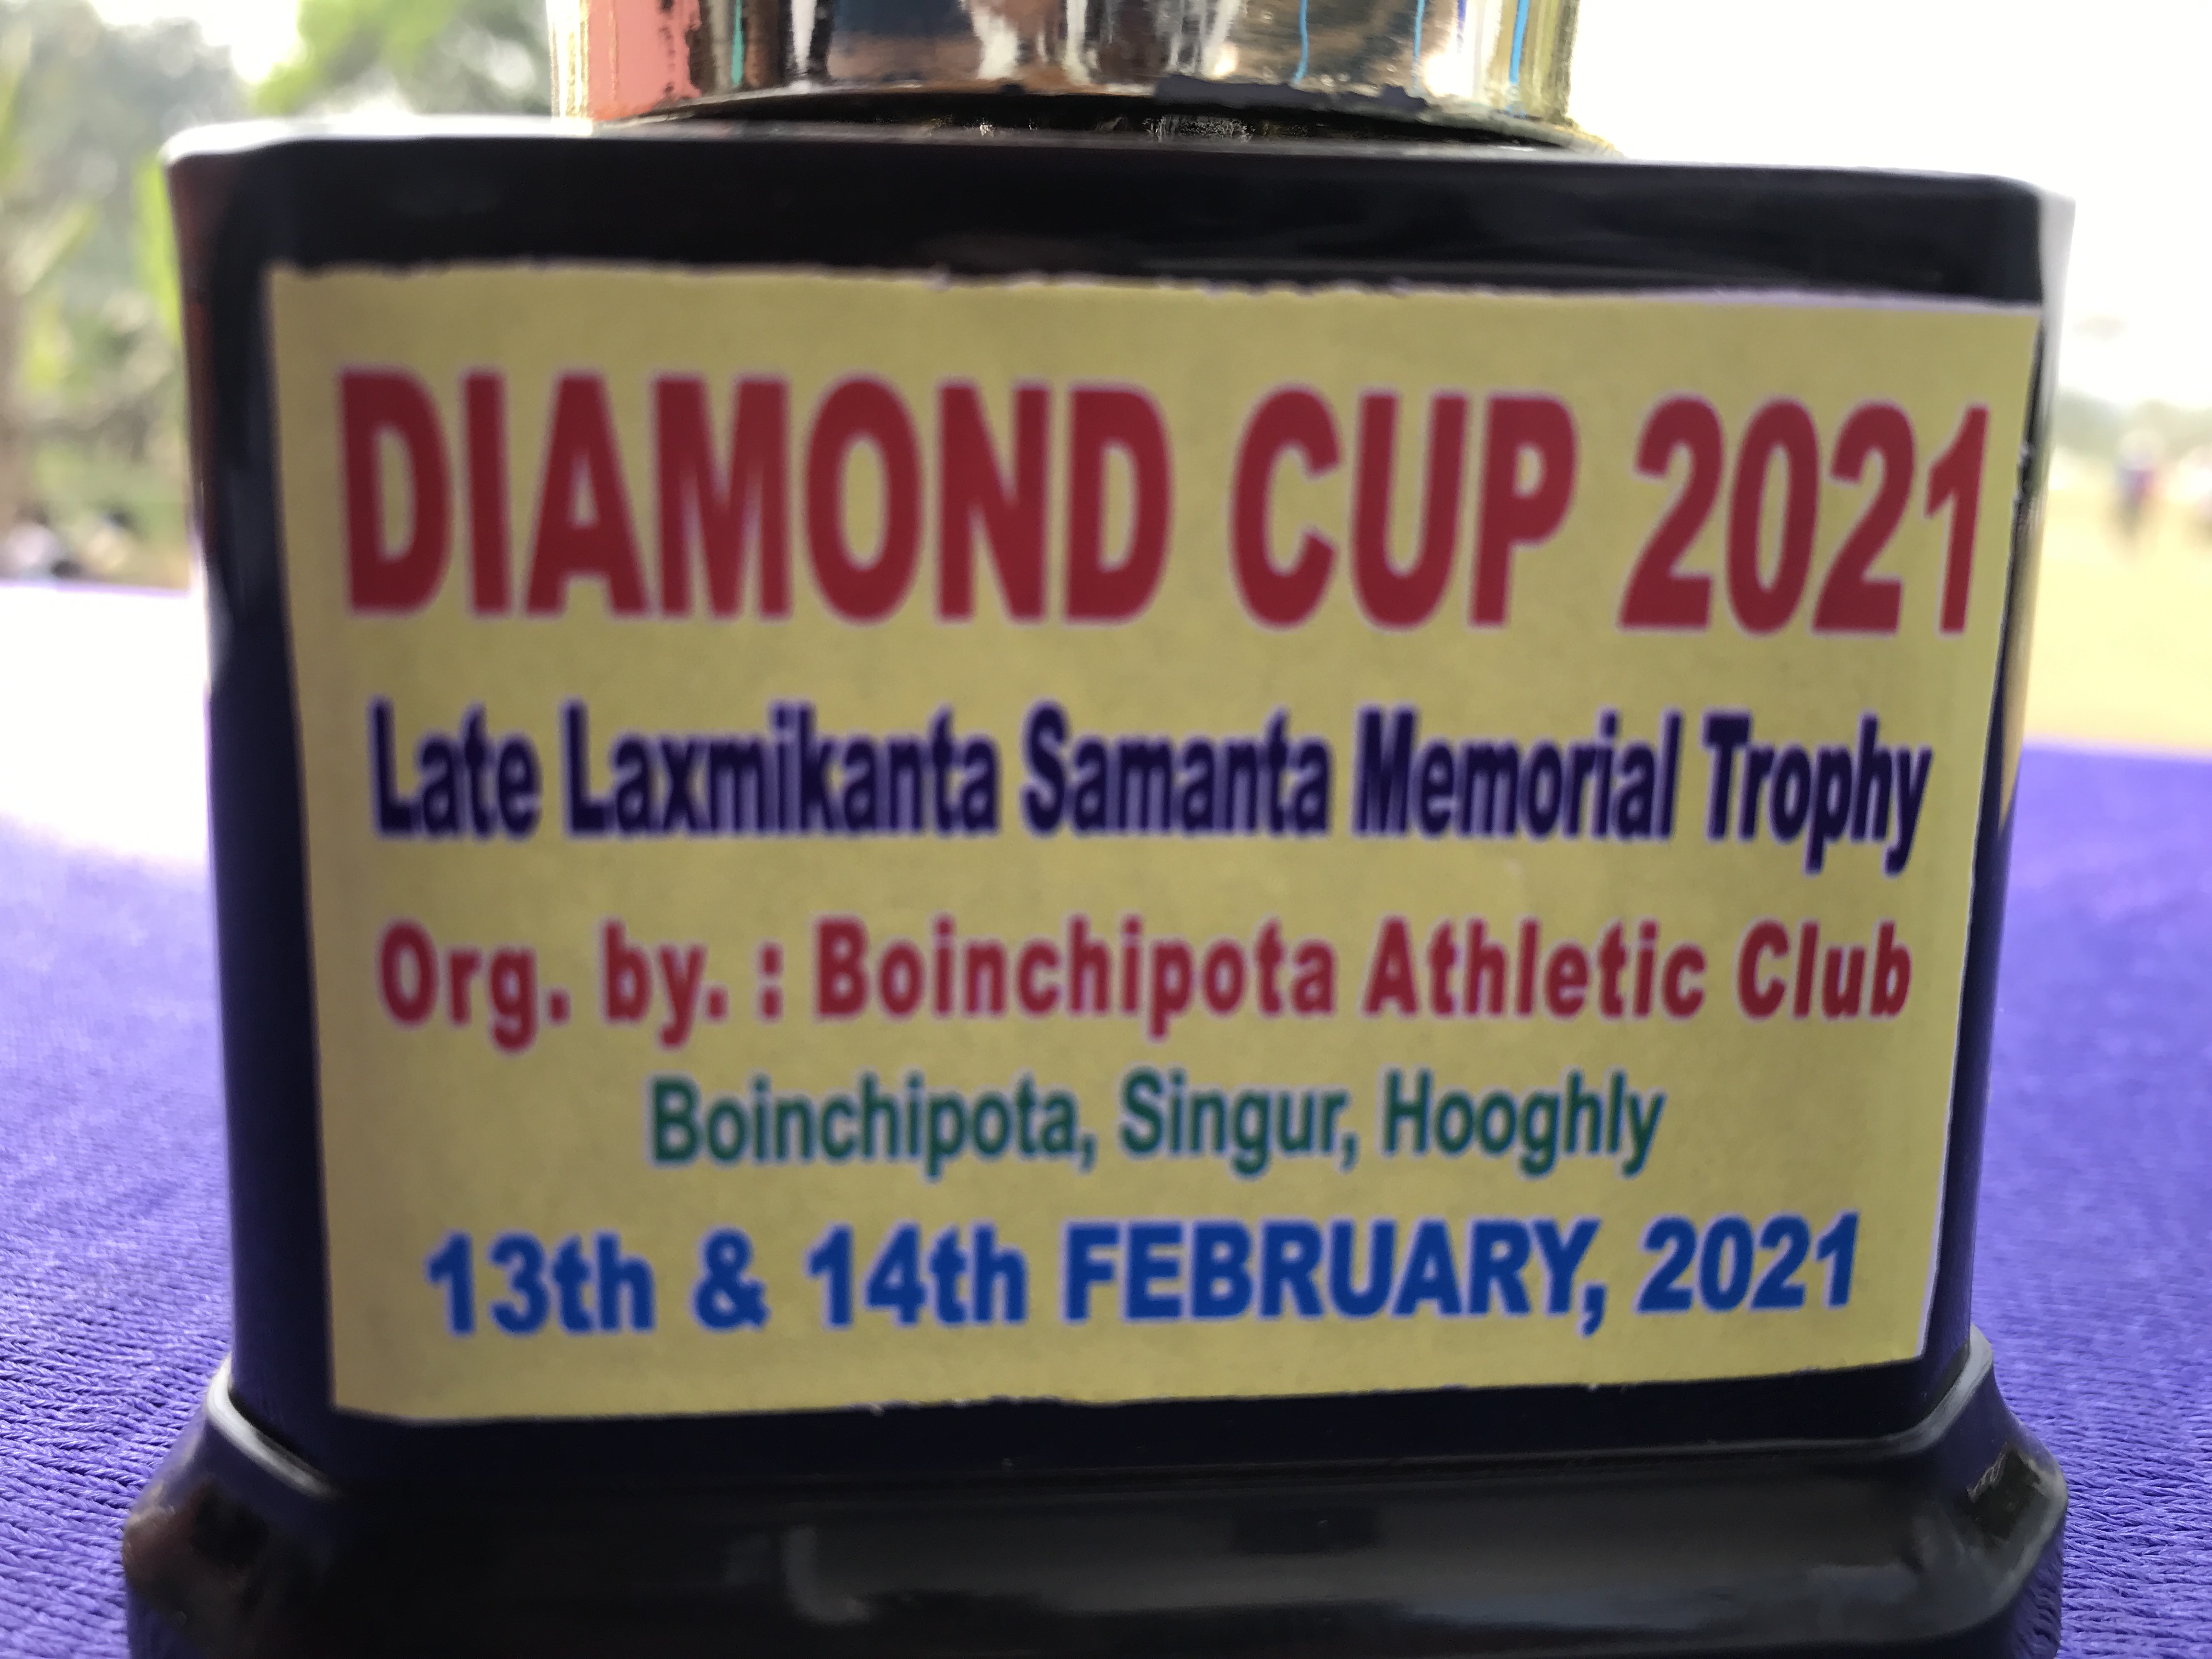 DIAMOND CUP 2021
Late Laxmikanta Samanta Memorial Trophy
Org. by. : Boinchipota Athletic Club
Boinchipota, Singur, Hooghly
13th & 14th FEBRUARY, 2021